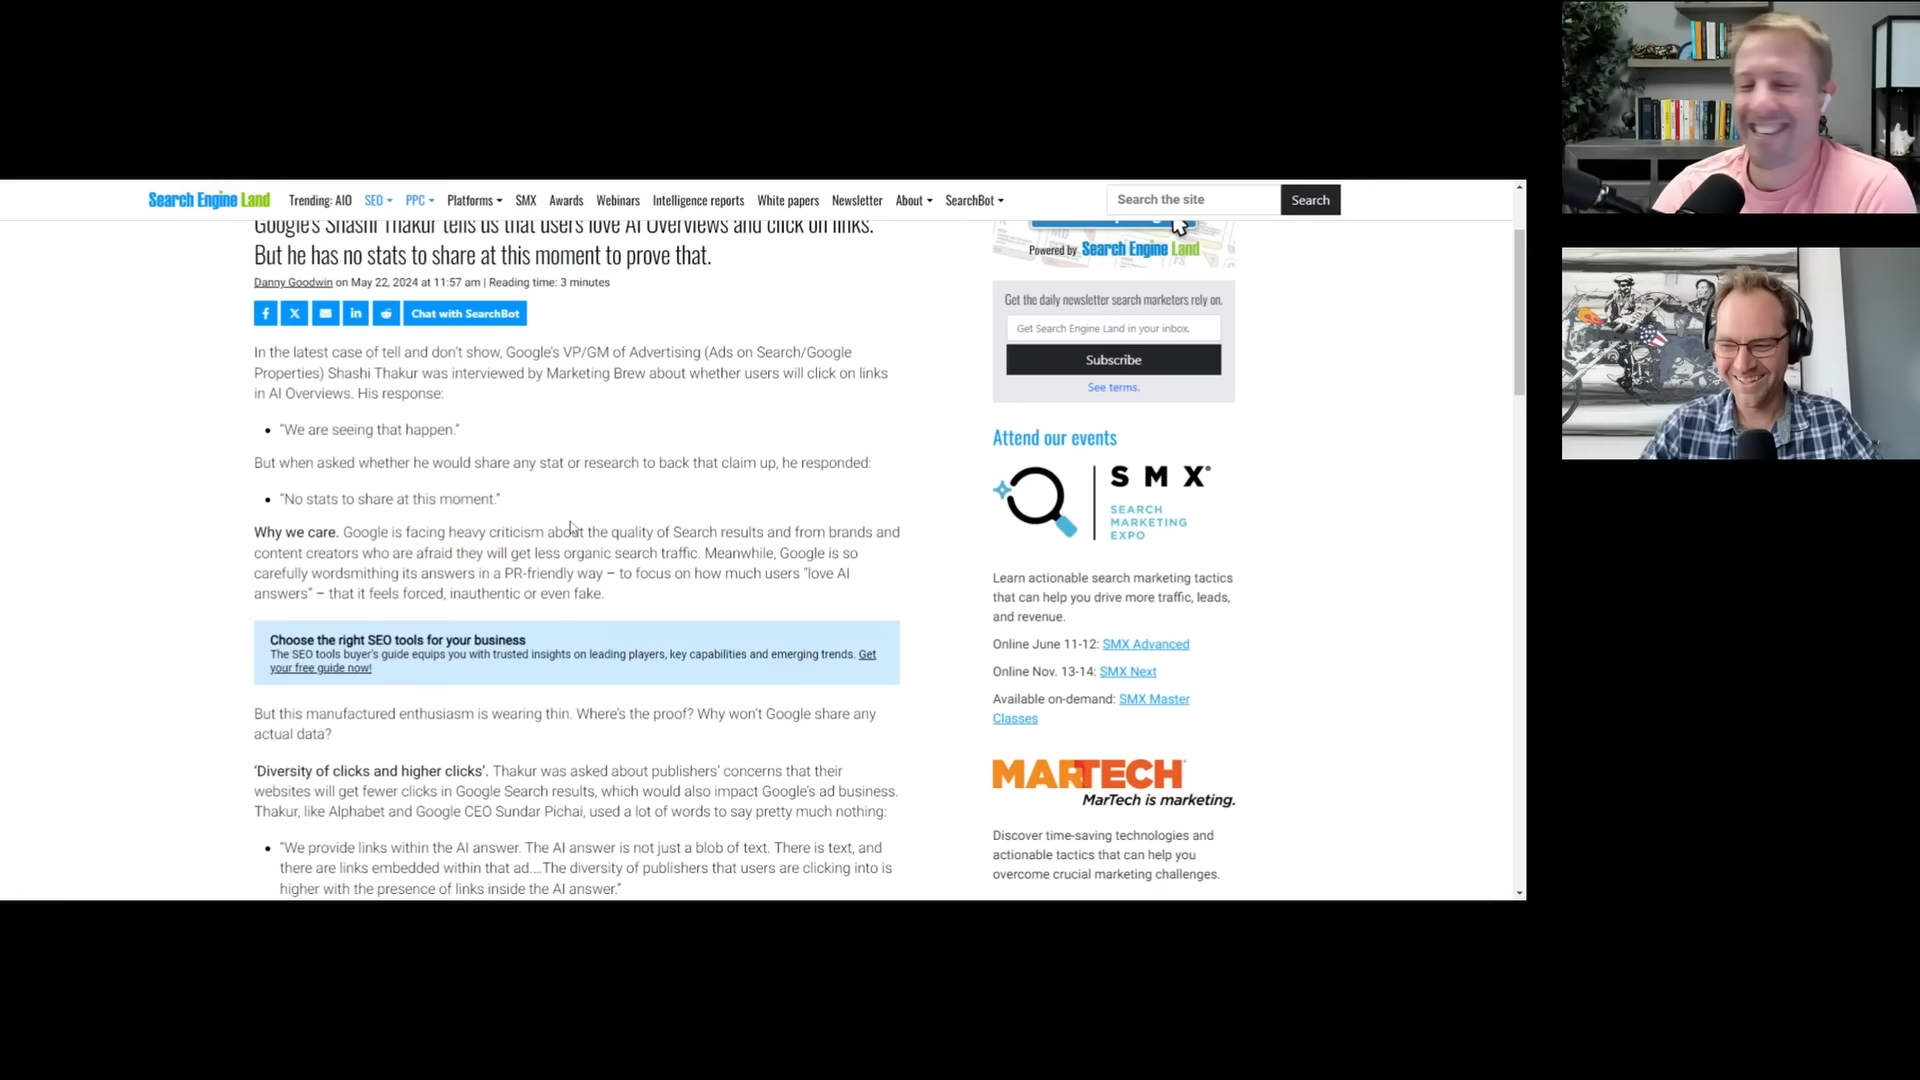 Search Engine Land
Trending: AIO SEO PPC Platforms SMX Awards Webinars Intelligence reports White papers Newsletter About SearchBot
Search the site
Search
Google's Shashi Thakur tells us that users love AI Overviews and click on links.
But he has no stats to share at this moment to prove that.
Danny Goodwin on May 22, 2024 at 11:57 am | Reading time: 3 minutes
Chat with SearchBot
In the latest case of tell and don't show, Google's VP/GM of Advertising (Ads on Search/Google
Properties) Shashi Thakur was interviewed by Marketing Brew about whether users will click on links
in AI Overviews. His response:
• "We are seeing that happen."
But when asked whether he would share any stat or research to back that claim up, he responded:
• "No stats to share at this moment."
Why we care. Google is facing heavy criticism about the quality of Search results and from brands and
content creators who are afraid they will get less organic search traffic. Meanwhile, Google is so
carefully wordsmithing its answers in a PR-friendly way – to focus on how much users "love AI
answers" – that it feels forced, inauthentic or even fake.
Choose the right SEO tools for your business
The SEO tools buyer's guide equips you with trusted insights on leading players, key capabilities and emerging trends. Get
your free guide now!
But this manufactured enthusiasm is wearing thin. Where's the proof? Why won't Google share any
actual data?
'Diversity of clicks and higher clicks'. Thakur was asked about publishers' concerns that their
websites will get fewer clicks in Google Search results, which would also impact Google's ad business.
Thakur, like Alphabet and Google CEO Sundar Pichai, used a lot of words to say pretty much nothing:
• "We provide links within the AI answer. The AI answer is not just a blob of text. There is text, and
there are links embedded within that ad....The diversity of publishers that users are clicking into is
higher with the presence of links inside the AI answer."
Powered by Search Engine Land
Get the daily newsletter search marketers rely on.
Get Search Engine Land in your inbox.
Subscribe
See terms.
Attend our events
SMX
SEARCH
MARKETING
EXPO
Learn actionable search marketing tactics
that can help you drive more traffic, leads,
and revenue.
Online June 11-12: SMX Advanced
Online Nov. 13-14: SMX Next
Available on-demand: SMX Master
Classes
MARTECH
MarTech is marketing.
Discover time-saving technologies and
actionable tactics that can help you
overcome crucial marketing challenges.